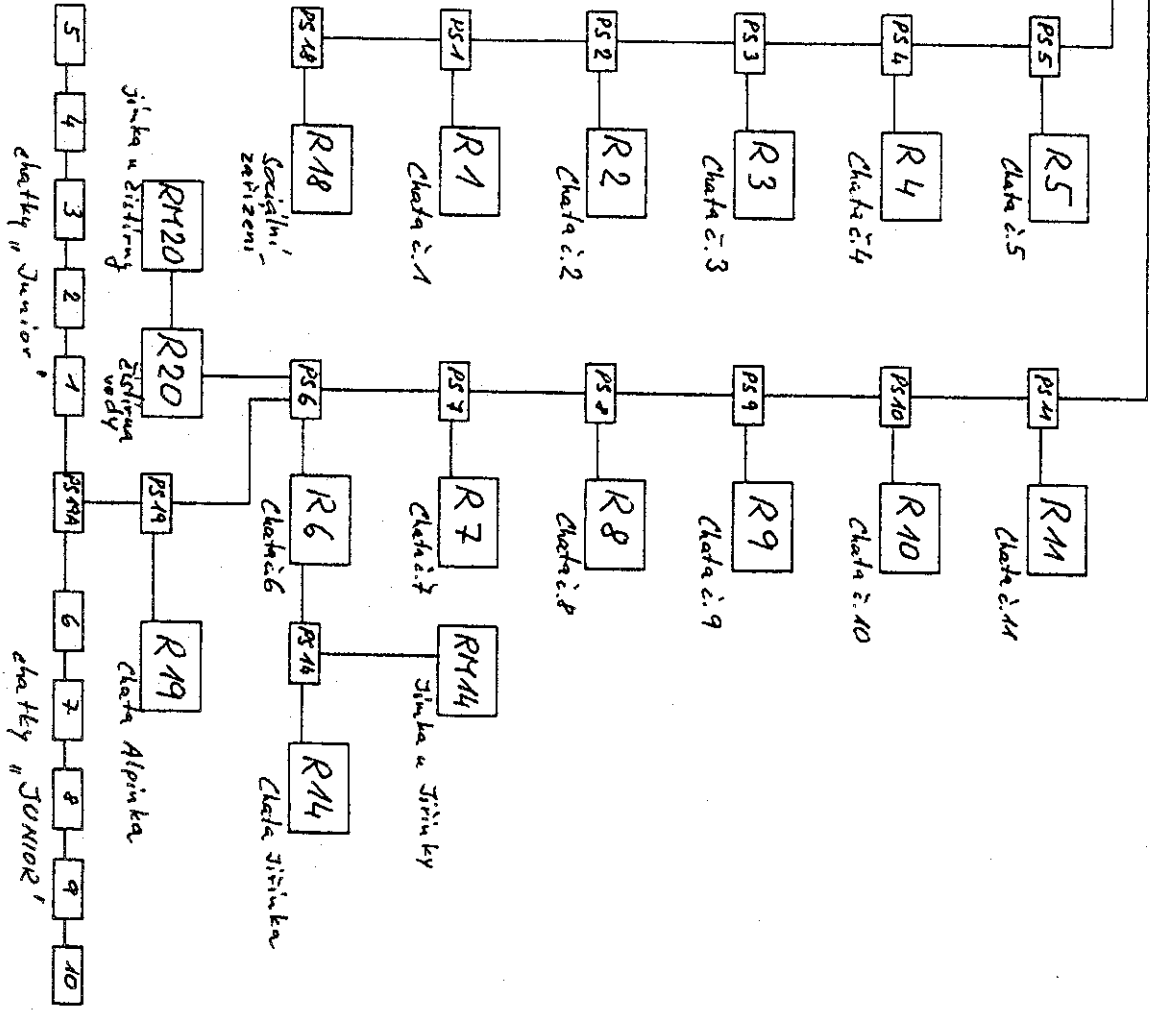 PS 5
R5
Chata č.5
PS 4
R4
Chata č.4
PS 3
R3
Chata č.3
PS 2
R2
Chata č.2
PS 1
R1
Chata č.1
PS 18
R18
Sociální
zařízení
PS 11
R11
Chata č.11
PS 10
R10
Chata č.10
PS 9
R9
Chata č.9
PS 8
R8
Chata č.8
PS 7
R7
Chata č.7
PS 6
R6
Chata č.6
PS 14
RM14
Jímka u Jiřinky
R14
Chata Jiřinka
R20
čistírna
vody
RM20
jímka u čistírny
PS 19
R19
Chata Alpinka
PS 19A
5
4
3
2
1
chatky „Junior"
6
7
8
9
10
chatky „JUNIOR"